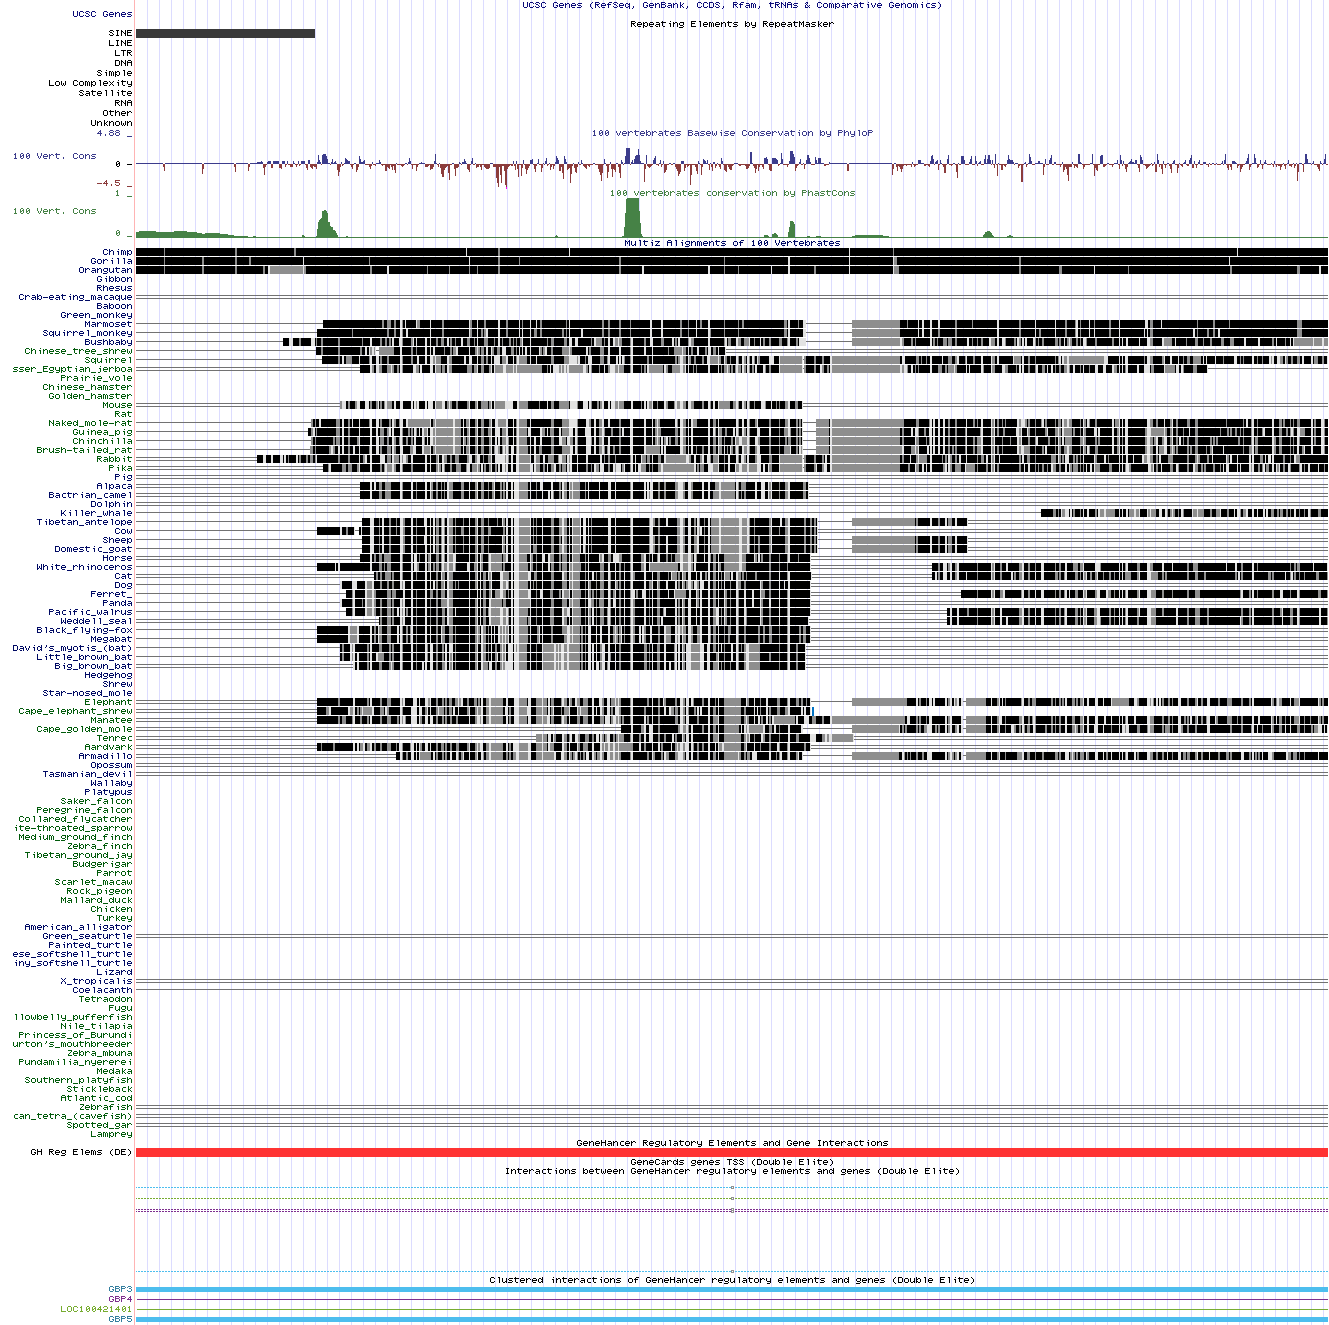 UCSC Genes (RefSeq, GenBank, CCDS, Rfam, tRNAs & Comparative Genomics)
UCSC Genes
Repeating Elements by RepeatMasker
SINE
LINE
LTR
DNA
Simple
Low Complexity
Satellite
RNA
Other
Unknown
4.88 _
100 vertebrates Basewise Conservation by PhyloP
100 Vert. Cons
0 -
-4.5 _
1 _
100 vertebrates conservation by PhastCons
100 Vert. Cons
0 _
Multiz Alignments of 100 Vertebrates
Chimp
Gorilla
Orangutan
Gibbon
Rhesus
Crab-eating_macaque
Baboon
Green_monkey
Marmoset
Squirrel_monkey
Bushbaby
Chinese_tree_shrew
Squirrel
sser_Egyptian_jerboa
Prairie_vole
Chinese_hamster
Golden_hamster
Mouse
Rat
Naked_mole-rat
Guinea_pig
Chinchilla
Brush-tailed_rat
Rabbit
Pika
Pig
Alpaca
Bactrian_camel
Dolphin
Killer_whale
Tibetan_antelope
Cow
Sheep
Domestic_goat
Horse
White_rhinoceros
Cat
Dog
Ferret_
Panda
Pacific_walrus
Weddell_seal
Black_flying-fox
Megabat
David's_myotis_(bat)
Little_brown_bat
Big_brown_bat
Hedgehog
Shrew
Star-nosed_mole
Elephant
Cape_elephant_shrew
Manatee
Cape_golden_mole
Tenrec
Aardvark
Armadillo
Opossum
Tasmanian_devil
Wallaby
Platypus
Saker_falcon
Peregrine_falcon
Collared_flycatcher
ite-throated_sparrow
Medium_ground_finch
Zebra_finch
Tibetan_ground_jay
Budgerigar
Parrot
Scarlet_macaw
Rock_pigeon
Mallard_duck
Chicken
Turkey
American_alligator
Green_seaturtle
Painted_turtle
ese_softshell_turtle
iny_softshell_turtle
Lizard
X_tropicalis
Coelacanth
Tetraodon
Fugu
llowbelly_pufferfish
Nile_tilapia
Princess_of_Burundi
urton's_mouthbreeder
Zebra_mbuna
Pundamilia_nyererei
Medaka
Southern_platyfish
Stickleback
Atlantic_cod
Zebrafish
can_tetra_(cavefish)
Spotted_gar
Lamprey
GeneHancer Regulatory Elements and Gene Interactions
GH Reg Elems (DE)
GeneCards genes TSS (Double Elite)
Interactions between GeneHancer regulatory elements and genes (Double Elite)
Clustered interactions of GeneHancer regulatory elements and genes (Double Elite)
GBP3
GBP4
LOC100421401
GBP5